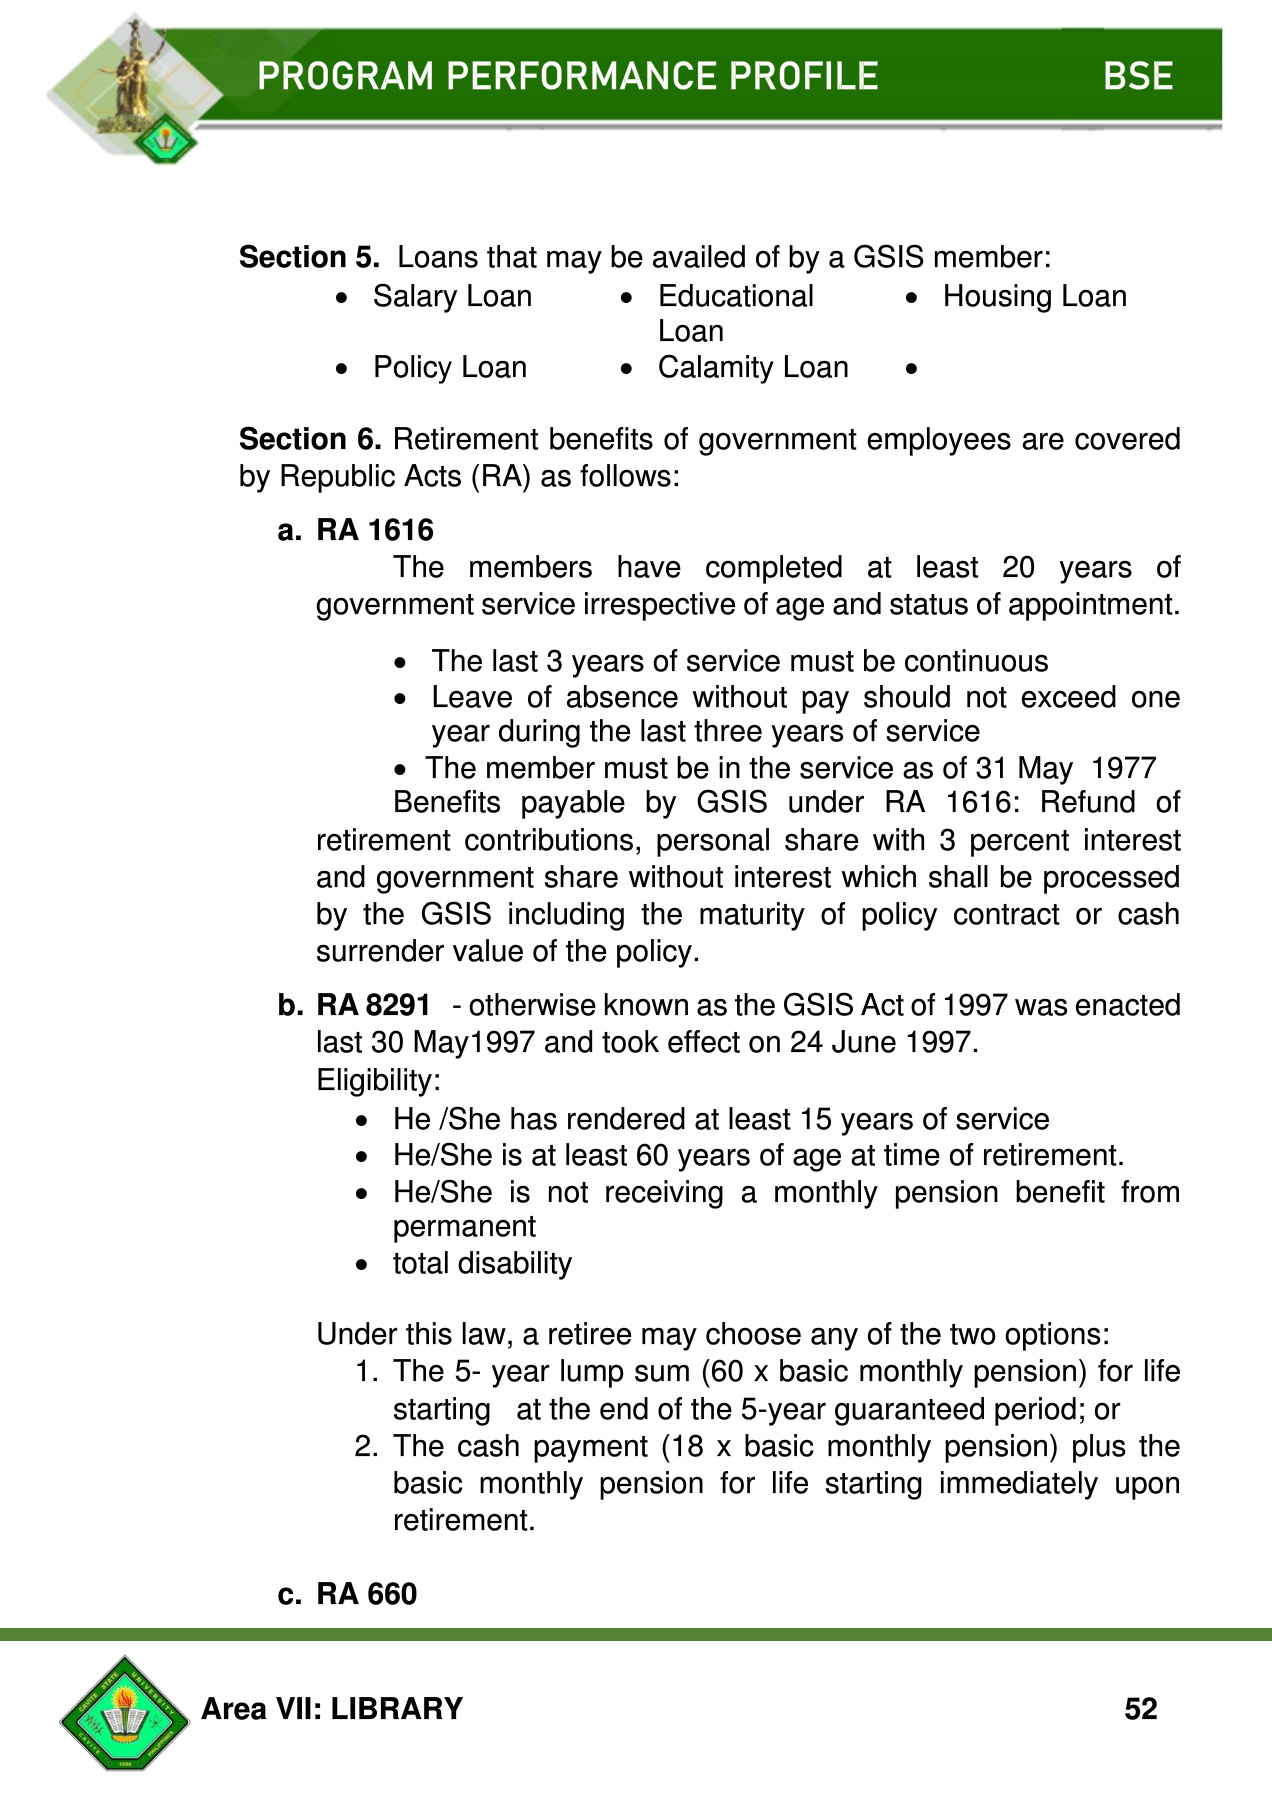 PROGRAM PERFORMANCE PROFILE BSE
Section 5.  Loans that may be availed of by a GSIS member:
• Salary Loan • Educational • Housing Loan
Loan
• Policy Loan • Calamity Loan •
Section 6. Retirement benefits of government employees are covered
by Republic Acts (RA) as follows:
a. RA 1616
The members have completed at least 20 years of
government service irrespective of age and status of appointment.
• The last 3 years of service must be continuous
• Leave of absence without pay should not exceed one
year during the last three years of service
• The member must be in the service as of 31 May  1977
Benefits payable by GSIS under RA 1616: Refund of
retirement contributions, personal share with 3 percent interest
and government share without interest which shall be processed
by the GSIS including the maturity of policy contract or cash
surrender value of the policy.
b. RA 8291  - otherwise known as the GSIS Act of 1997 was enacted
last 30 May1997 and took effect on 24 June 1997.
Eligibility:
• He /She has rendered at least 15 years of service
• He/She is at least 60 years of age at time of retirement.
• He/She is not receiving a monthly pension benefit from
permanent
• total disability
Under this law, a retiree may choose any of the two options:
1. The 5- year lump sum (60 x basic monthly pension) for life
starting  at the end of the 5-year guaranteed period; or
2. The cash payment (18 x basic monthly pension) plus the
basic monthly pension for life starting immediately upon
retirement.
c. RA 660
CAVITE STATE UNIVERSITY
CAVITE PHILIPPINES
1906
Area VII: LIBRARY 52